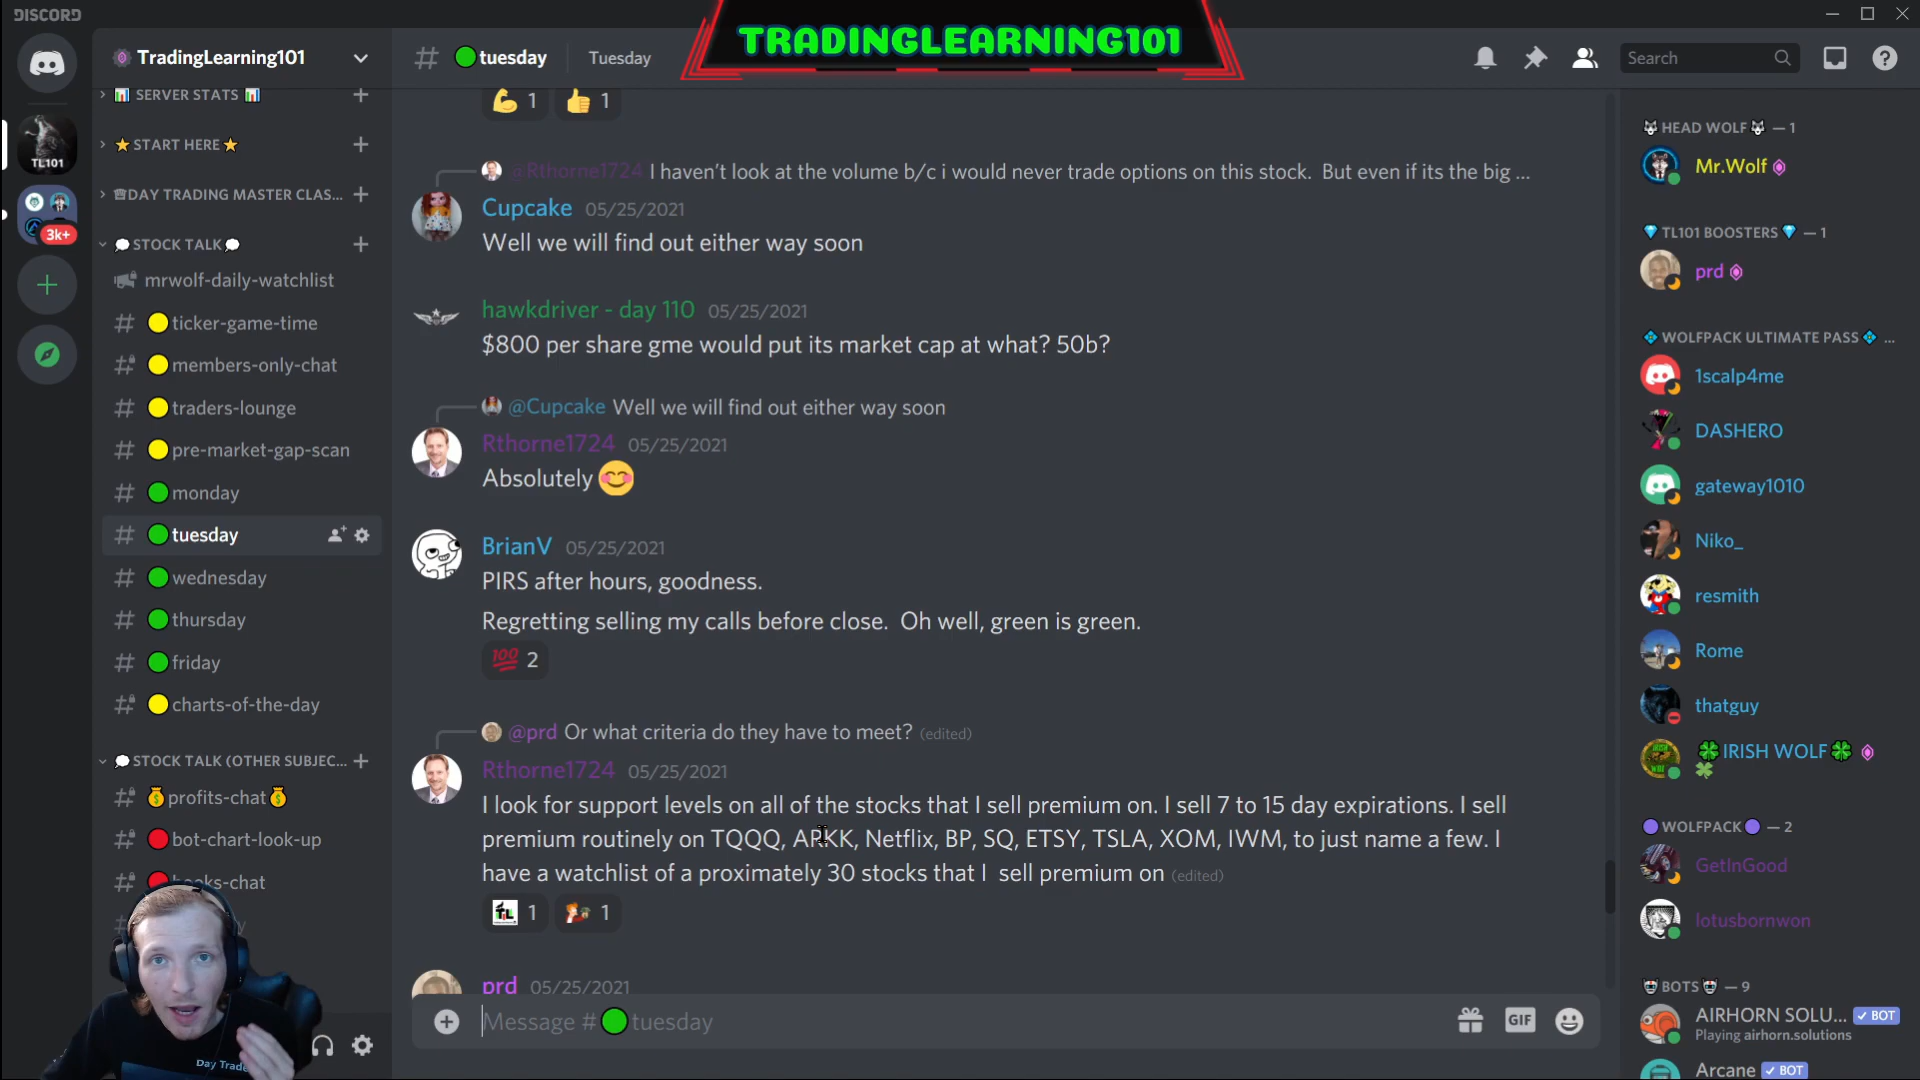 DISCORD
TRADINGLEARNING101
TL101
3k+
TradingLearning101
SERVER STATS
START HERE
DAY TRADING MASTER CLAS...
STOCK TALK
mrwolf-daily-watchlist
ticker-game-time
members-only-chat
traders-lounge
pre-market-gap-scan
monday
tuesday
wednesday
thursday
friday
charts-of-the-day
STOCK TALK (OTHER SUBJEC...
profits-chat
bot-chart-look-up
Day Trade
# tuesday
Tuesday
Search
1 1
@Rthorne1724 I haven't look at the volume b/c i would never trade options on this stock. But even if its the big ...
Cupcake 05/25/2021
Well we will find out either way soon
hawkdriver - day 110 05/25/2021
$800 per share gme would put its market cap at what? 50b?
@Cupcake Well we will find out either way soon
Rthorne1724 05/25/2021
Absolutely
BrianV 05/25/2021
PIRS after hours, goodness.
Regretting selling my calls before close. Oh well, green is green.
100 2
@prd Or what criteria do they have to meet? (edited)
Rthorne1724 05/25/2021
I look for support levels on all of the stocks that I sell premium on. I sell 7 to 15 day expirations. I sell
premium routinely on TQQQ, ARKK, Netflix, BP, SQ, ETSY, TSLA, XOM, IWM, to just name a few. I
have a watchlist of a proximately 30 stocks that I sell premium on (edited)
TL 1 1
prd 05/25/2021
Message # tuesday
GIF
HEAD WOLF — 1
Mr.Wolf
TL101 BOOSTERS — 1
prd
WOLFPACK ULTIMATE PASS ...
1scalp4me
DASHERO
gateway1010
Niko_
resmith
Rome
thatguy
IRISH WOLF
WOLFPACK — 2
GetInGood
lotusbornwon
BOTS — 9
AIRHORN SOLU... BOT
Playing airhorn.solutions
Arcane BOT